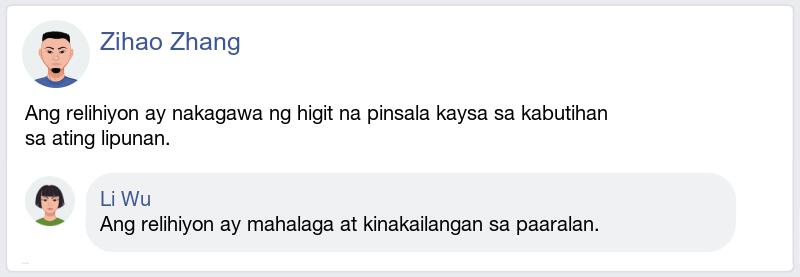 Zihao Zhang
Ang relihiyon ay nakagawa ng higit na pinsala kaysa sa kabutihan
sa ating lipunan.
Li Wu
Ang relihiyon ay mahalaga at kinakailangan sa paaralan.